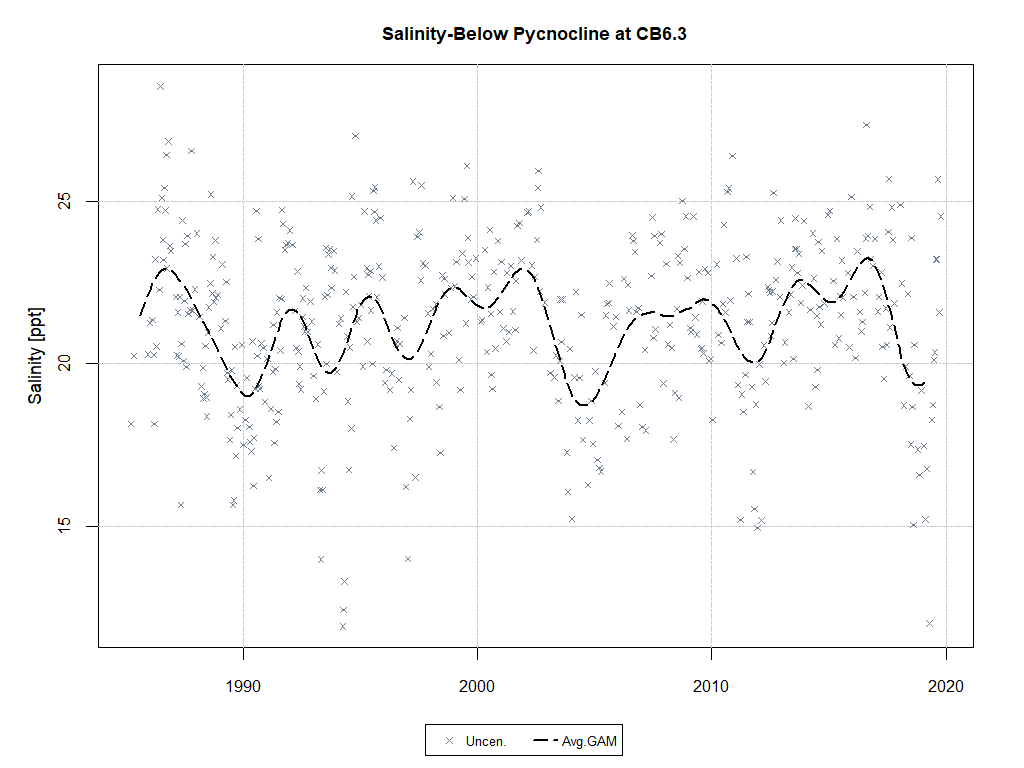 Salinity-Below Pycnocline at CB6.3
Salinity [ppt]
25
20
15
1990 2000 2010 2020
Uncen. Avg.GAM